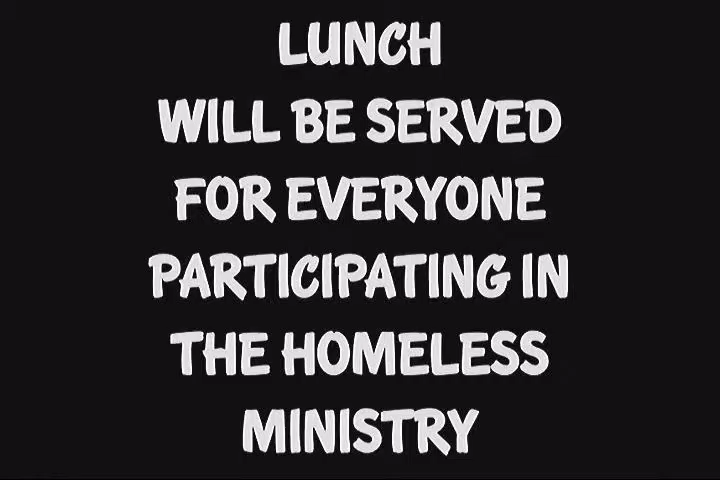 LUNCH
WILL BE SERVED
FOR EVERYONE
PARTICIPATING IN
THE HOMELESS
MINISTRY